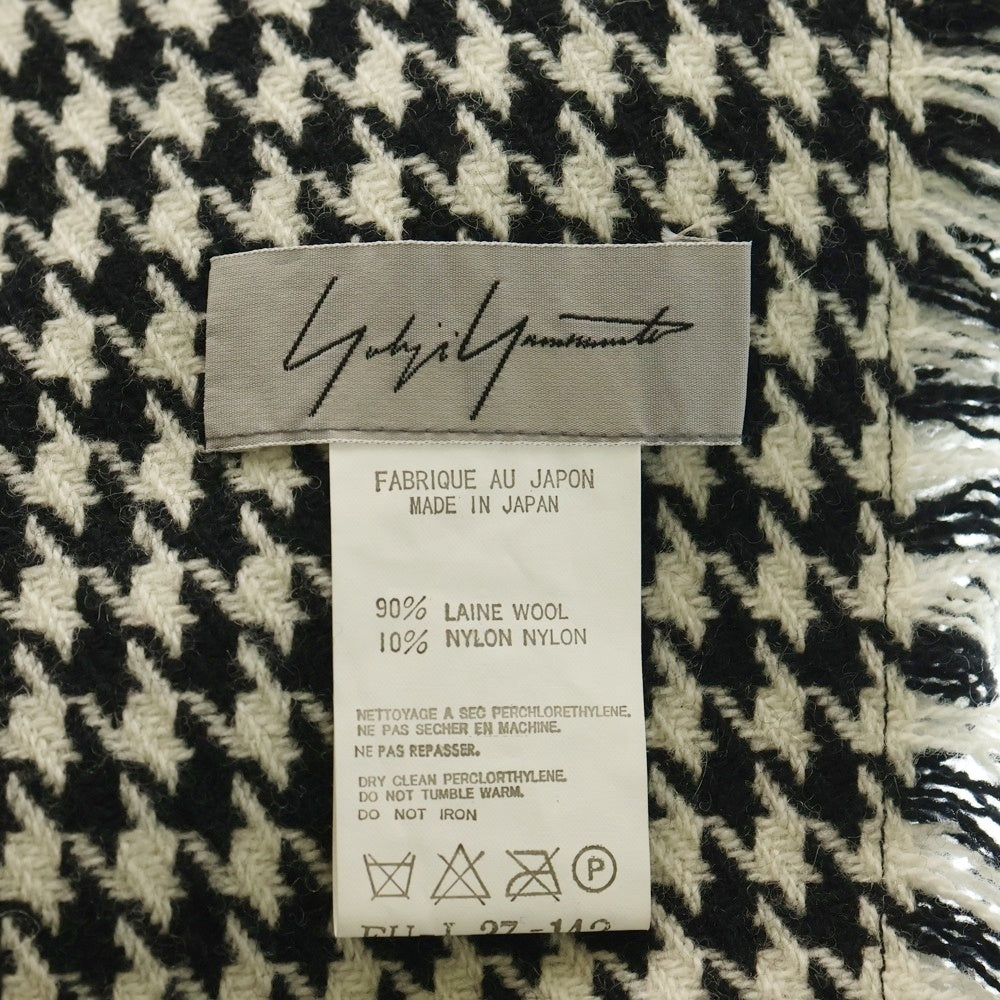 Yohji Yamamoto
FABRIQUE AU JAPON
MADE IN JAPAN
90% LAINE WOOL
10% NYLON NYLON
NETTOYAGE A SEC PERCHLORETHYLENE.
NE PAS SECHER EN MACHINE.
NE PAS REPASSER.
DRY CLEAN PERCLORTHYLENE.
DO NOT TUMBLE WARM.
DO NOT IRON
P